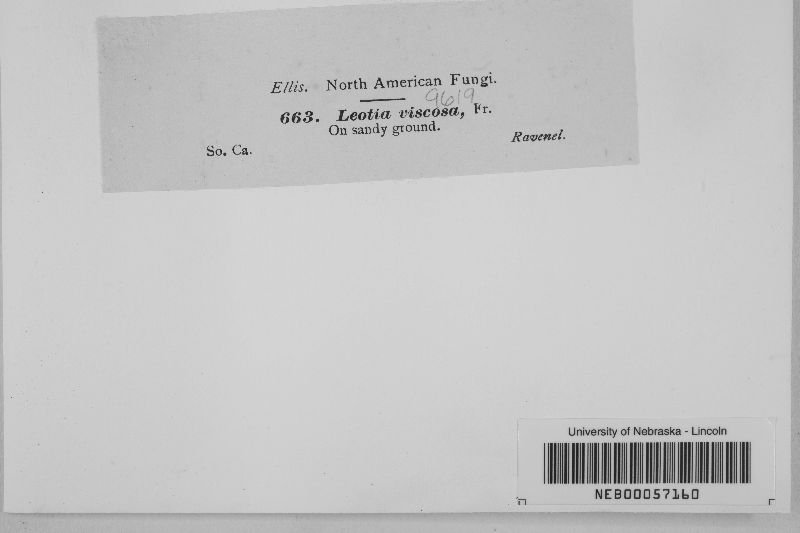 Ellis. North American Fungi.
9619
663. Leotia viscosa, Fr.
On sandy ground.
So. Ca. Ravenel.
University of Nebraska - Lincoln
NEB00057160